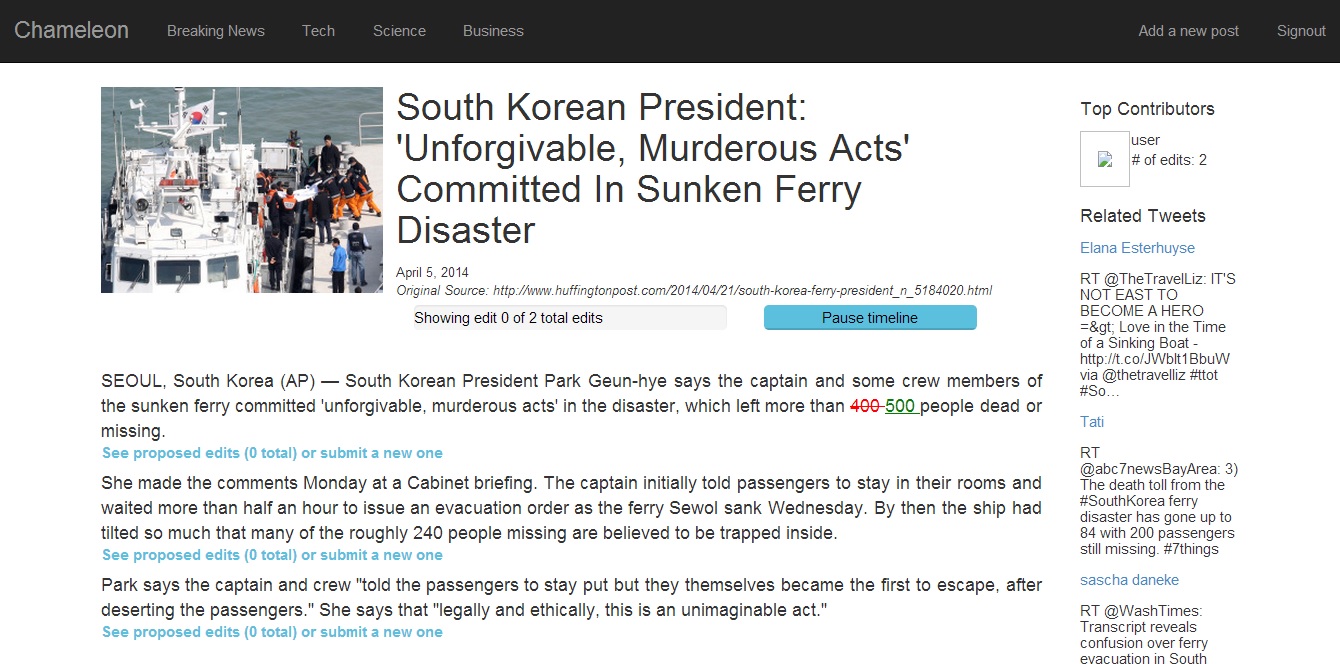 Chameleon Breaking News Tech Science Business Add a new post Signout
South Korean President:
'Unforgivable, Murderous Acts'
Committed In Sunken Ferry
Disaster
April 5, 2014
Original Source: http://www.huffingtonpost.com/2014/04/21/south-korea-ferry-president_n_5184020.html
Showing edit 0 of 2 total edits
Pause timeline
SEOUL, South Korea (AP) — South Korean President Park Geun-hye says the captain and some crew members of
the sunken ferry committed 'unforgivable, murderous acts' in the disaster, which left more than 400 500 people dead or
missing.
See proposed edits (0 total) or submit a new one
She made the comments Monday at a Cabinet briefing. The captain initially told passengers to stay in their rooms and
waited more than half an hour to issue an evacuation order as the ferry Sewol sank Wednesday. By then the ship had
tilted so much that many of the roughly 240 people missing are believed to be trapped inside.
See proposed edits (0 total) or submit a new one
Park says the captain and crew "told the passengers to stay put but they themselves became the first to escape, after
deserting the passengers." She says that "legally and ethically, this is an unimaginable act."
See proposed edits (0 total) or submit a new one
Top Contributors
user
# of edits: 2
Related Tweets
Elana Esterhuyse
RT @TheTravelLiz: IT'S
NOT EAST TO
BECOME A HERO
=&gt; Love in the Time
of a Sinking Boat -
http://t.co/JWblt1BbuW
via @thetravelliz #ttot
#So…
Tati
RT
@abc7newsBayArea: 3)
The death toll from the
#SouthKorea ferry
disaster has gone up to
84 with 200 passengers
still missing. #7things
sascha daneke
RT @WashTimes:
Transcript reveals
confusion over ferry
evacuation in South